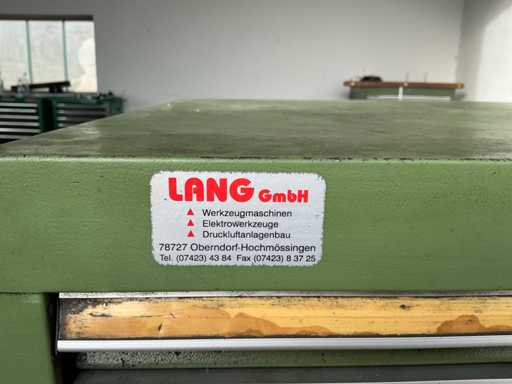 LANG GmbH
Werkzeugmaschinen
Elektrowerkzeuge
Druckluftanlagenbau
78727 Oberndorf-Hochmössingen
Tel. (07423) 43 84 Fax (07423) 8 37 25